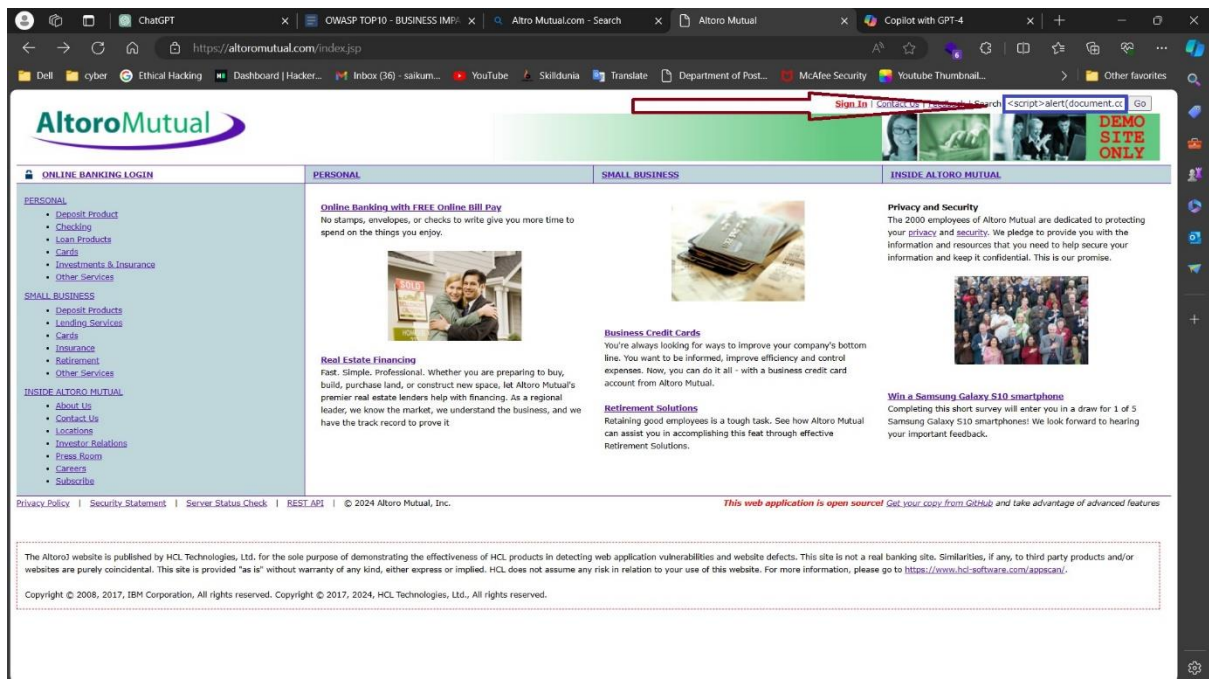 ChatGPT
OWASP TOP10 - BUSINESS IMPA
Altro Mutual.com - Search
Altoro Mutual
Copilot with GPT-4
https://altoromutual.com/index.jsp
Dell cyber Ethical Hacking Dashboard | Hacker... Inbox (36) - saikum... YouTube Skilldunia Translate Department of Post... McAfee Security Youtube Thumbnail... Other favorites
AltoroMutual
Sign In | Contact Us | | Search <script>alert(document.cc Go
DEMO
SITE
ONLY
ONLINE BANKING LOGIN
PERSONAL
SMALL BUSINESS
INSIDE ALTORO MUTUAL
PERSONAL
• Deposit Product
• Checking
• Loan Products
• Cards
• Investments & Insurance
• Other Services
SMALL BUSINESS
• Deposit Products
• Lending Services
• Cards
• Insurance
• Retirement
• Other Services
INSIDE ALTORO MUTUAL
• About Us
• Contact Us
• Locations
• Investor Relations
• Press Room
• Careers
• Subscribe
Online Banking with FREE Online Bill Pay
No stamps, envelopes, or checks to write give you more time to
spend on the things you enjoy.
SOLD
Real Estate Financing
Fast. Simple. Professional. Whether you are preparing to buy,
build, purchase land, or construct new space, let Altoro Mutual's
premier real estate lenders help with financing. As a regional
leader, we know the market, we understand the business, and we
have the track record to prove it
Business Credit Cards
You're always looking for ways to improve your company's bottom
line. You want to be informed, improve efficiency and control
expenses. Now, you can do it all - with a business credit card
account from Altoro Mutual.
Retirement Solutions
Retaining good employees is a tough task. See how Altoro Mutual
can assist you in accomplishing this feat through effective
Retirement Solutions.
Privacy and Security
The 2000 employees of Altoro Mutual are dedicated to protecting
your privacy and security. We pledge to provide you with the
information and resources that you need to help secure your
information and keep it confidential. This is our promise.
Win a Samsung Galaxy S10 smartphone
Completing this short survey will enter you in a draw for 1 of 5
Samsung Galaxy S10 smartphones! We look forward to hearing
your important feedback.
Privacy Policy | Security Statement | Server Status Check | REST API | © 2024 Altoro Mutual, Inc.
This web application is open source! Get your copy from GitHub and take advantage of advanced features
The AltoroJ website is published by HCL Technologies, Ltd. for the sole purpose of demonstrating the effectiveness of HCL products in detecting web application vulnerabilities and website defects. This site is not a real banking site. Similarities, if any, to third party products and/or
websites are purely coincidental. This site is provided "as is" without warranty of any kind, either express or implied. HCL does not assume any risk in relation to your use of this website. For more information, please go to https://www.hcl-software.com/appscan/.
Copyright © 2008, 2017, IBM Corporation, All rights reserved. Copyright © 2017, 2024, HCL Technologies, Ltd., All rights reserved.